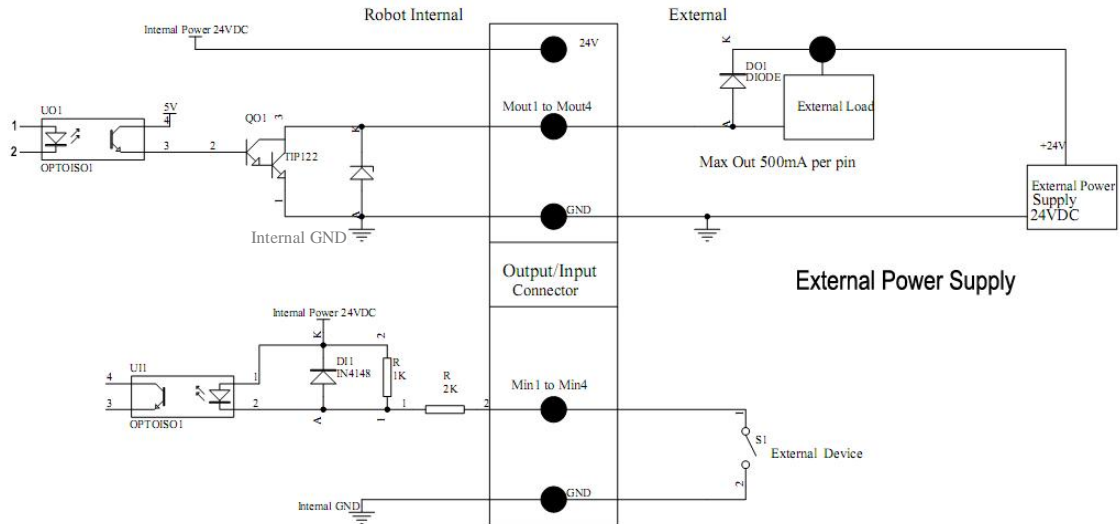 Robot Internal
External
Internal Power 24VDC
24V
K
DO1
DIODE
External Load
UO1
5V
4
QO1
3
Mout1 to Mout4
K
A
1
2
3
2
OPTOISO1
TIP122
Max Out 500mA per pin
+24V
External Power
Supply
24VDC
1
A
GND
Internal GND
Output/Input
Connector
External Power Supply
Internal Power 24VDC
K
2
UI1
DI1
IN4148
R
1K
R
2K
Min1 to Min4
4
1
3
2
1
2
1
OPTOISO1
A
1
S1
External Device
2
GND
Internal GND